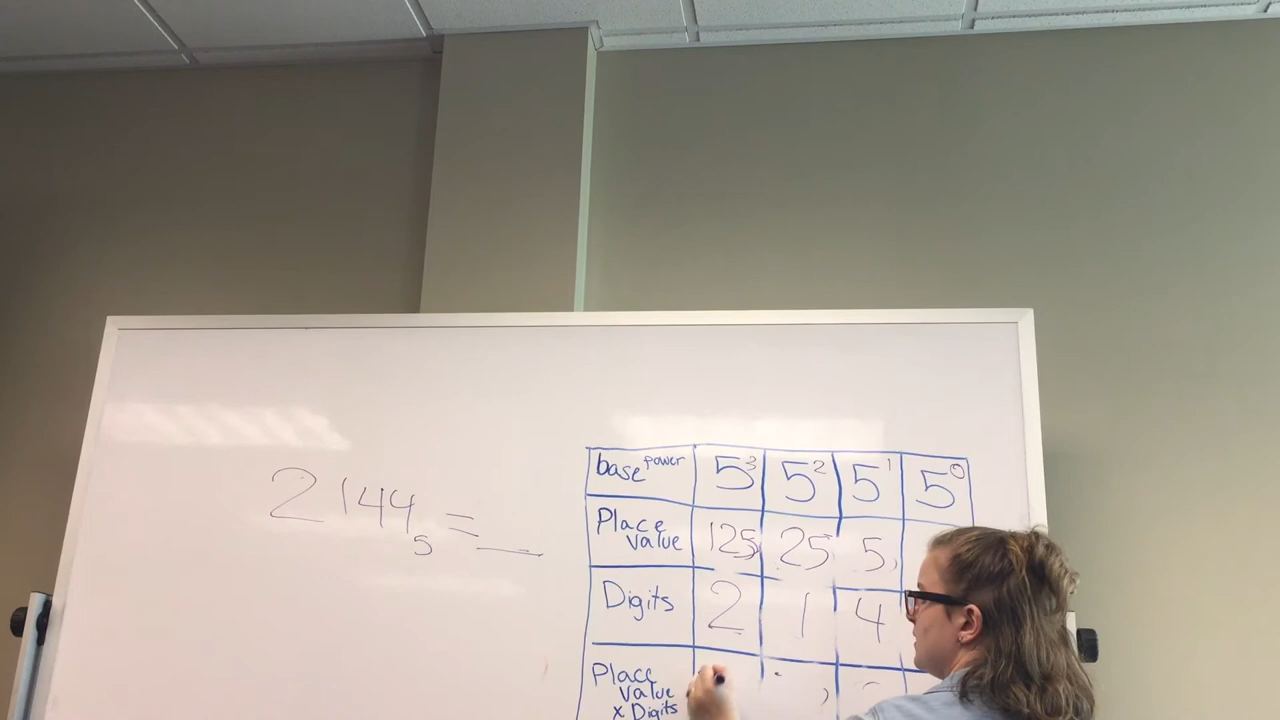 2144₅ = __
base^power 5³ 5² 5¹ 5⁰
Place value 125 25 5
Digits 2 1 4
Place value x Digits